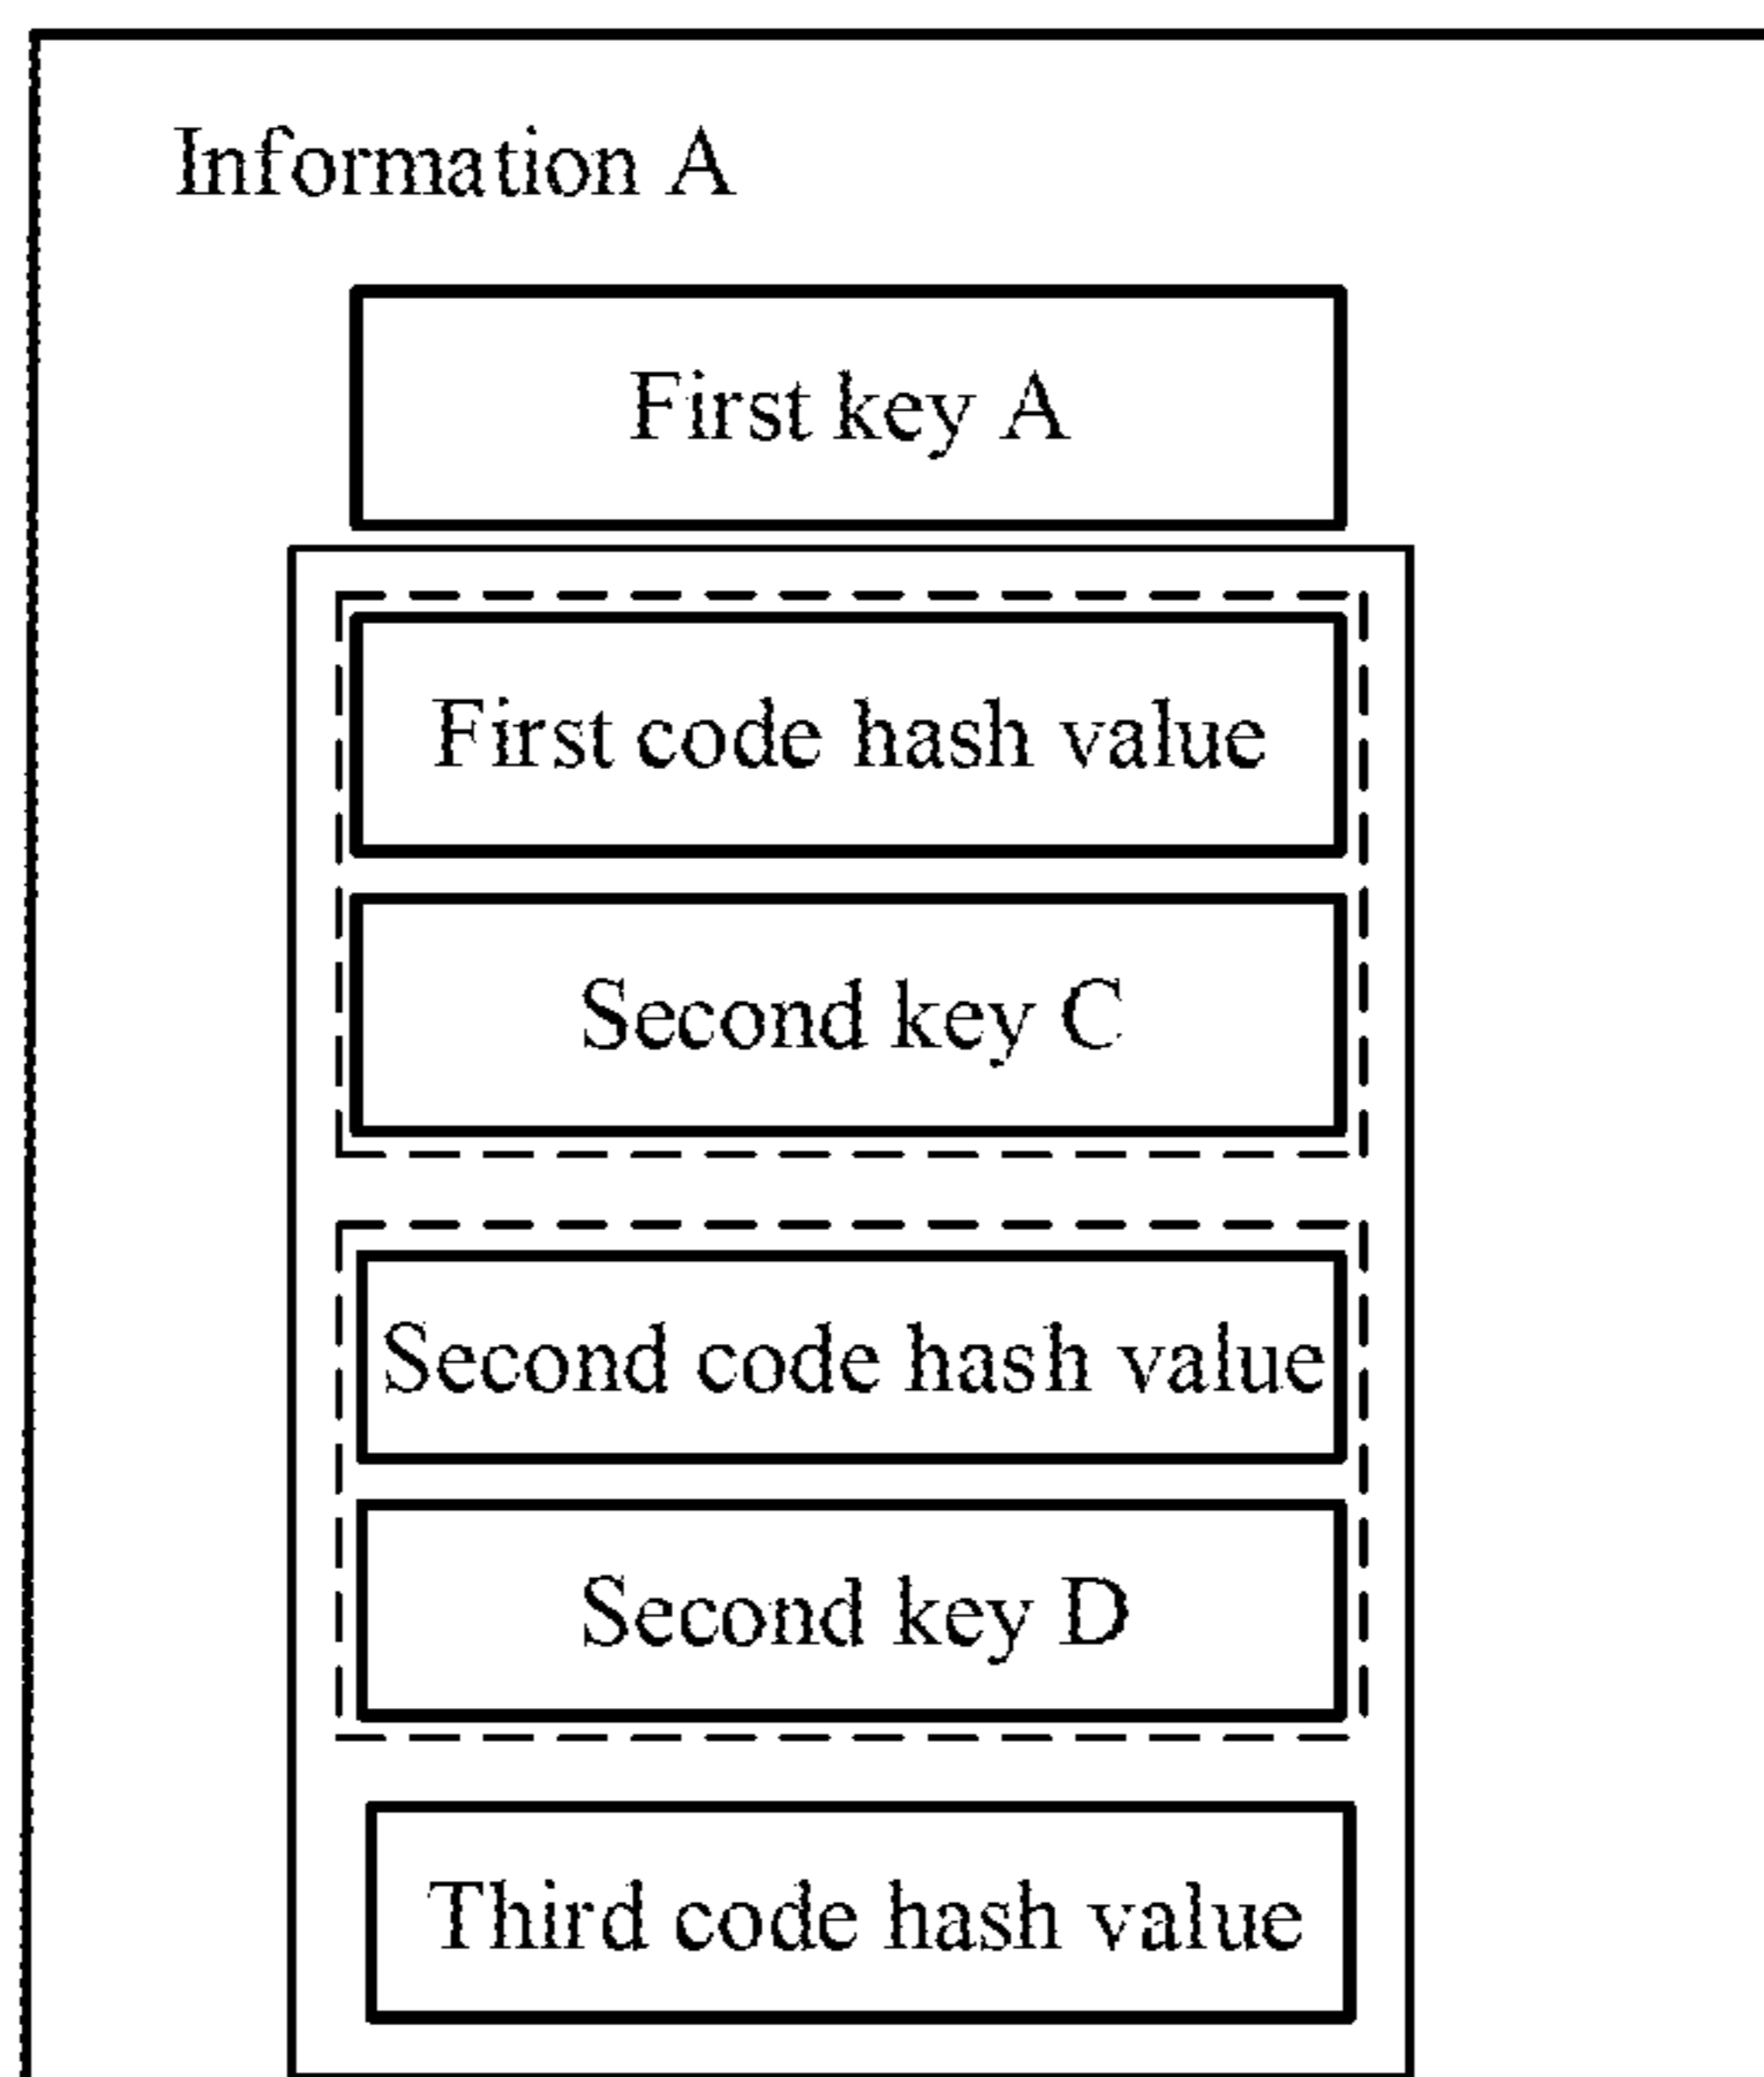 Information A
First key A
First code hash value
Second key C
Second code hash value
Second key D
Third code hash value